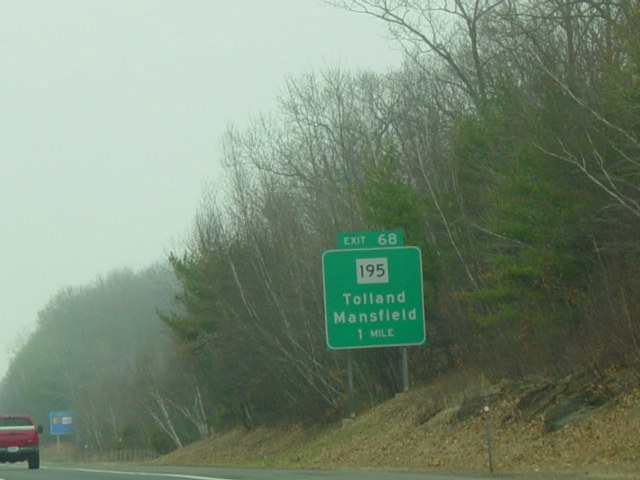 EXIT 68
195
Tolland
Mansfield
1 MILE